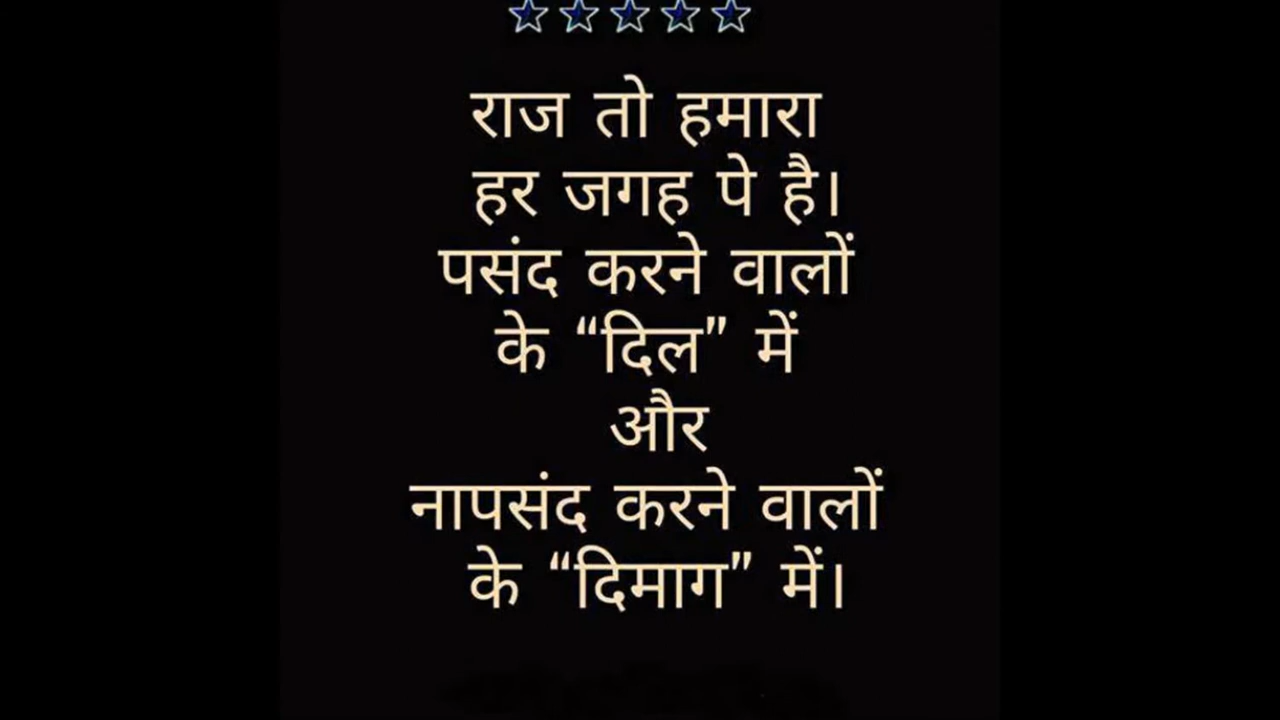 राज तो हमारा
हर जगह पे है।
पसंद करने वालों
के “दिल” में
और
नापसंद करने वालों
के “दिमाग” में।